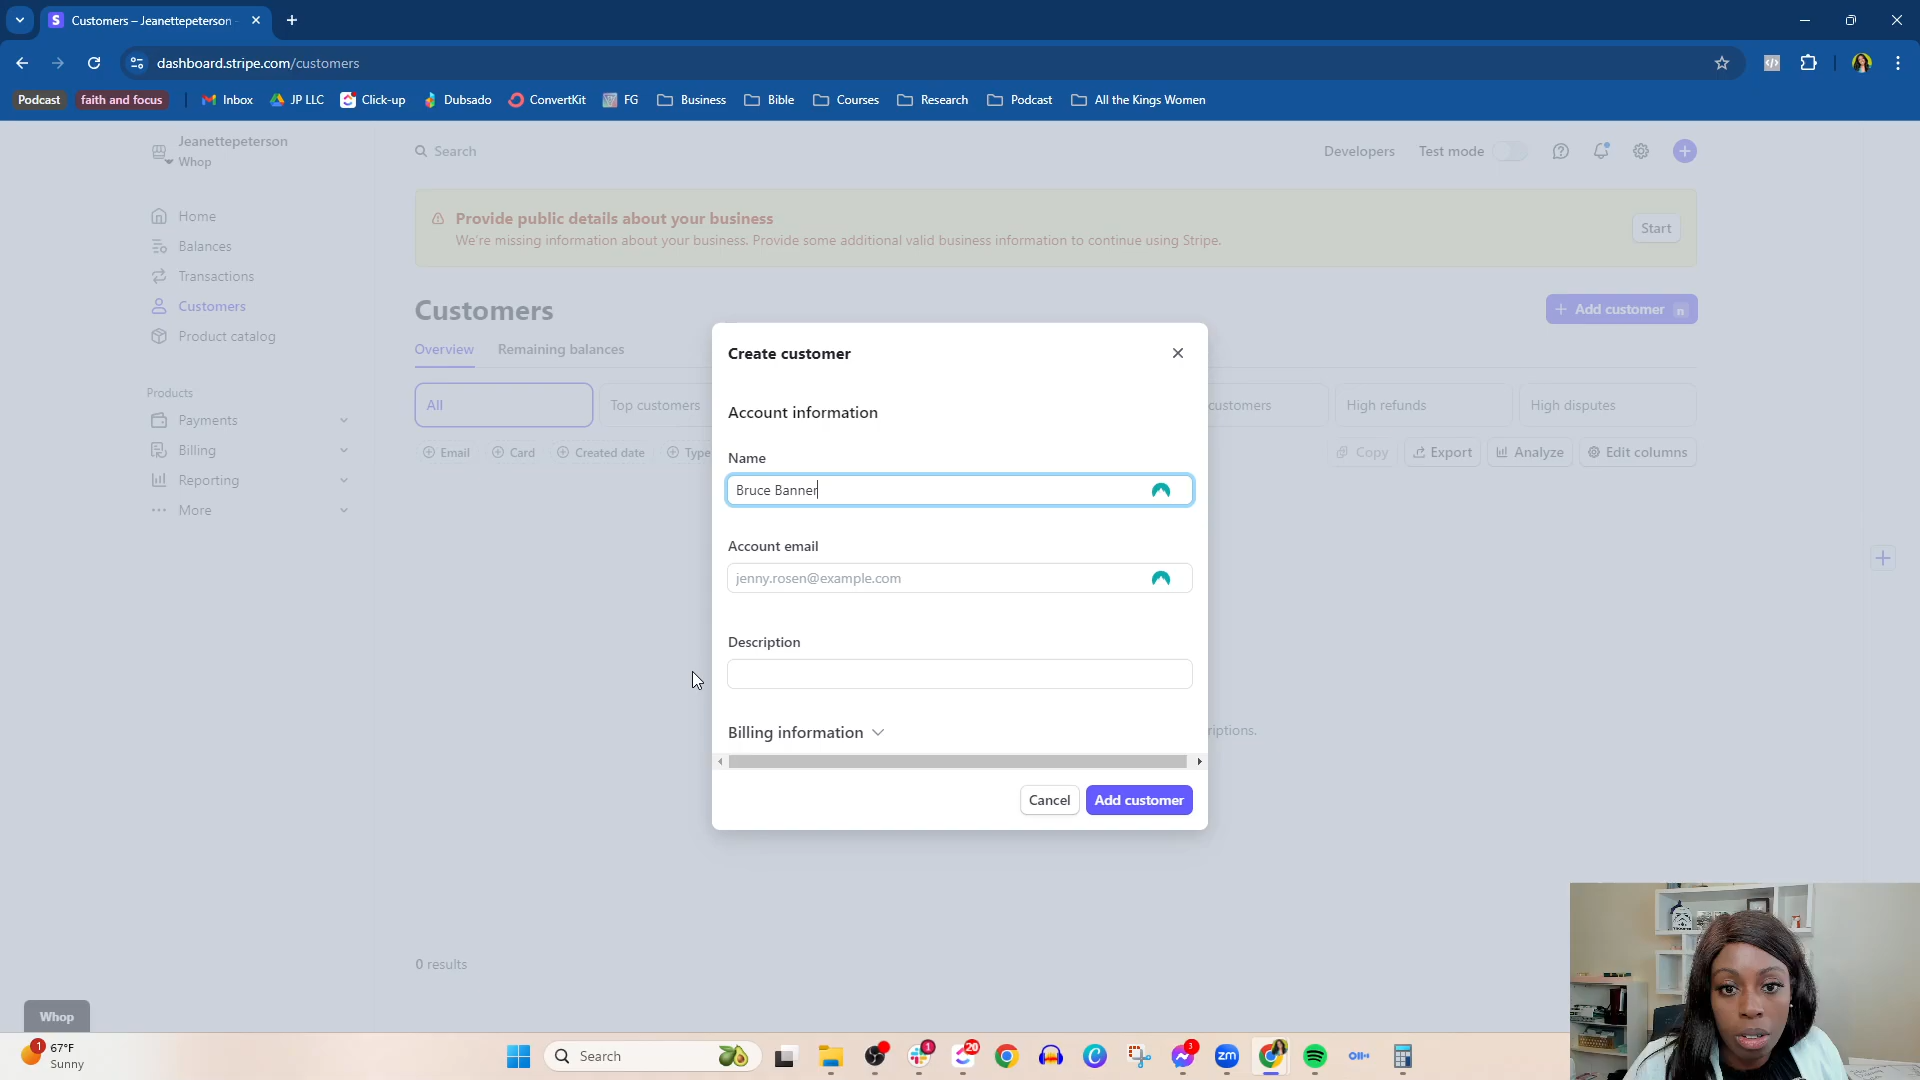 Customers – Jeanettepeterson
dashboard.stripe.com/customers
Podcast
faith and focus
Inbox
JP LLC
Click-up
Dubsado
ConvertKit
FG
Business
Bible
Courses
Research
Podcast
All the Kings Women
Jeanettepeterson
Whop
Search
Developers
Test mode
Home
Balances
Transactions
Customers
Product catalog
Products
Payments
Billing
Reporting
More
Provide public details about your business
We're missing information about your business. Provide some additional valid business information to continue using Stripe.
Start
Customers
Add customer n
Overview
Remaining balances
All
Top customers
customers
High refunds
High disputes
Email
Card
Created date
Type
Copy
Export
Analyze
Edit columns
Create customer
Account information
Name
Bruce Banner
Account email
jenny.rosen@example.com
Description
Billing information
riptions.
Cancel
Add customer
0 results
Whop
1
67°F
Sunny
Search
1
20
3
zm